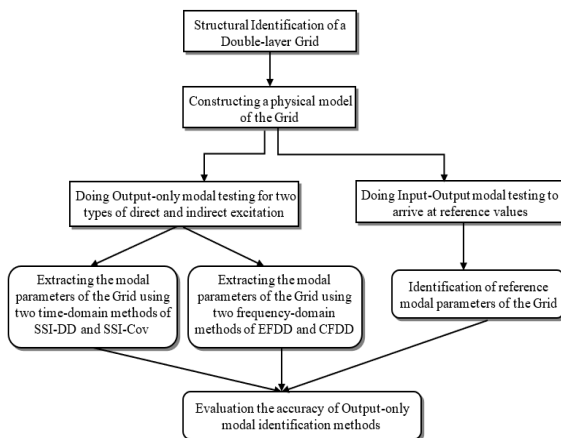 Structural Identification of a
Double-layer Grid
Constructing a physical model
of the Grid
Doing Output-only modal testing for two
types of direct and indirect excitation
Doing Input-Output modal testing to
arrive at reference values
Extracting the modal
parameters of the Grid using
two time-domain methods of
SSI-DD and SSI-Cov
Extracting the modal
parameters of the Grid using
two frequency-domain
methods of EFDD and CFDD
Identification of reference
modal parameters of the Grid
Evaluation the accuracy of Output-only
modal identification methods